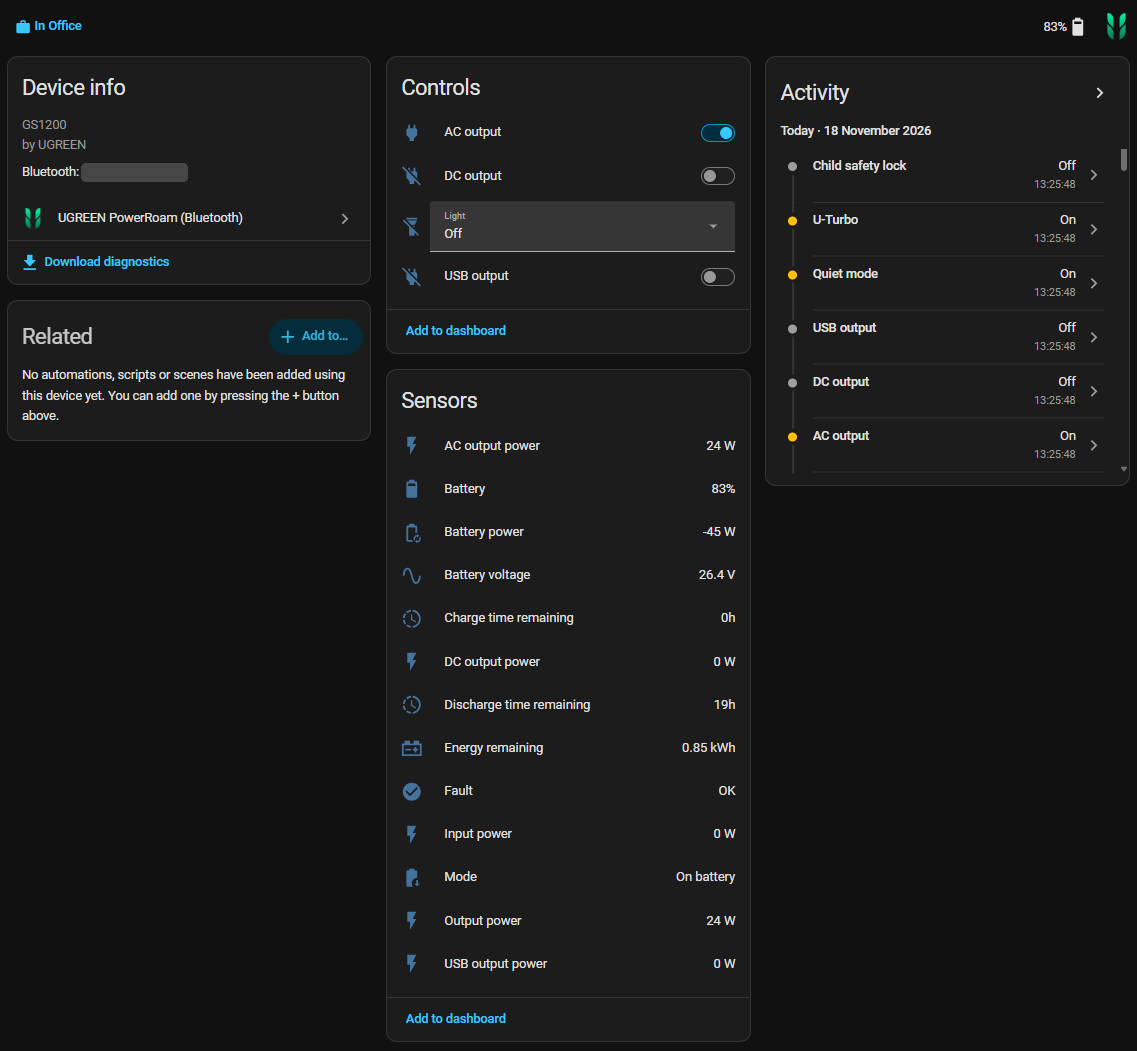 In Office
83%
Device info
GS1200
by UGREEN
Bluetooth:
UGREEN PowerRoam (Bluetooth)
Download diagnostics
Related
Add to...
No automations, scripts or scenes have been added using
this device yet. You can add one by pressing the + button
above.
Controls
AC output
DC output
Light
Off
USB output
Add to dashboard
Sensors
AC output power 24 W
Battery 83%
Battery power -45 W
Battery voltage 26.4 V
Charge time remaining 0h
DC output power 0 W
Discharge time remaining 19h
Energy remaining 0.85 kWh
Fault OK
Input power 0 W
Mode On battery
Output power 24 W
USB output power 0 W
Add to dashboard
Activity
Today · 18 November 2026
Child safety lock Off
13:25:48
U-Turbo On
13:25:48
Quiet mode On
13:25:48
USB output Off
13:25:48
DC output Off
13:25:48
AC output On
13:25:48